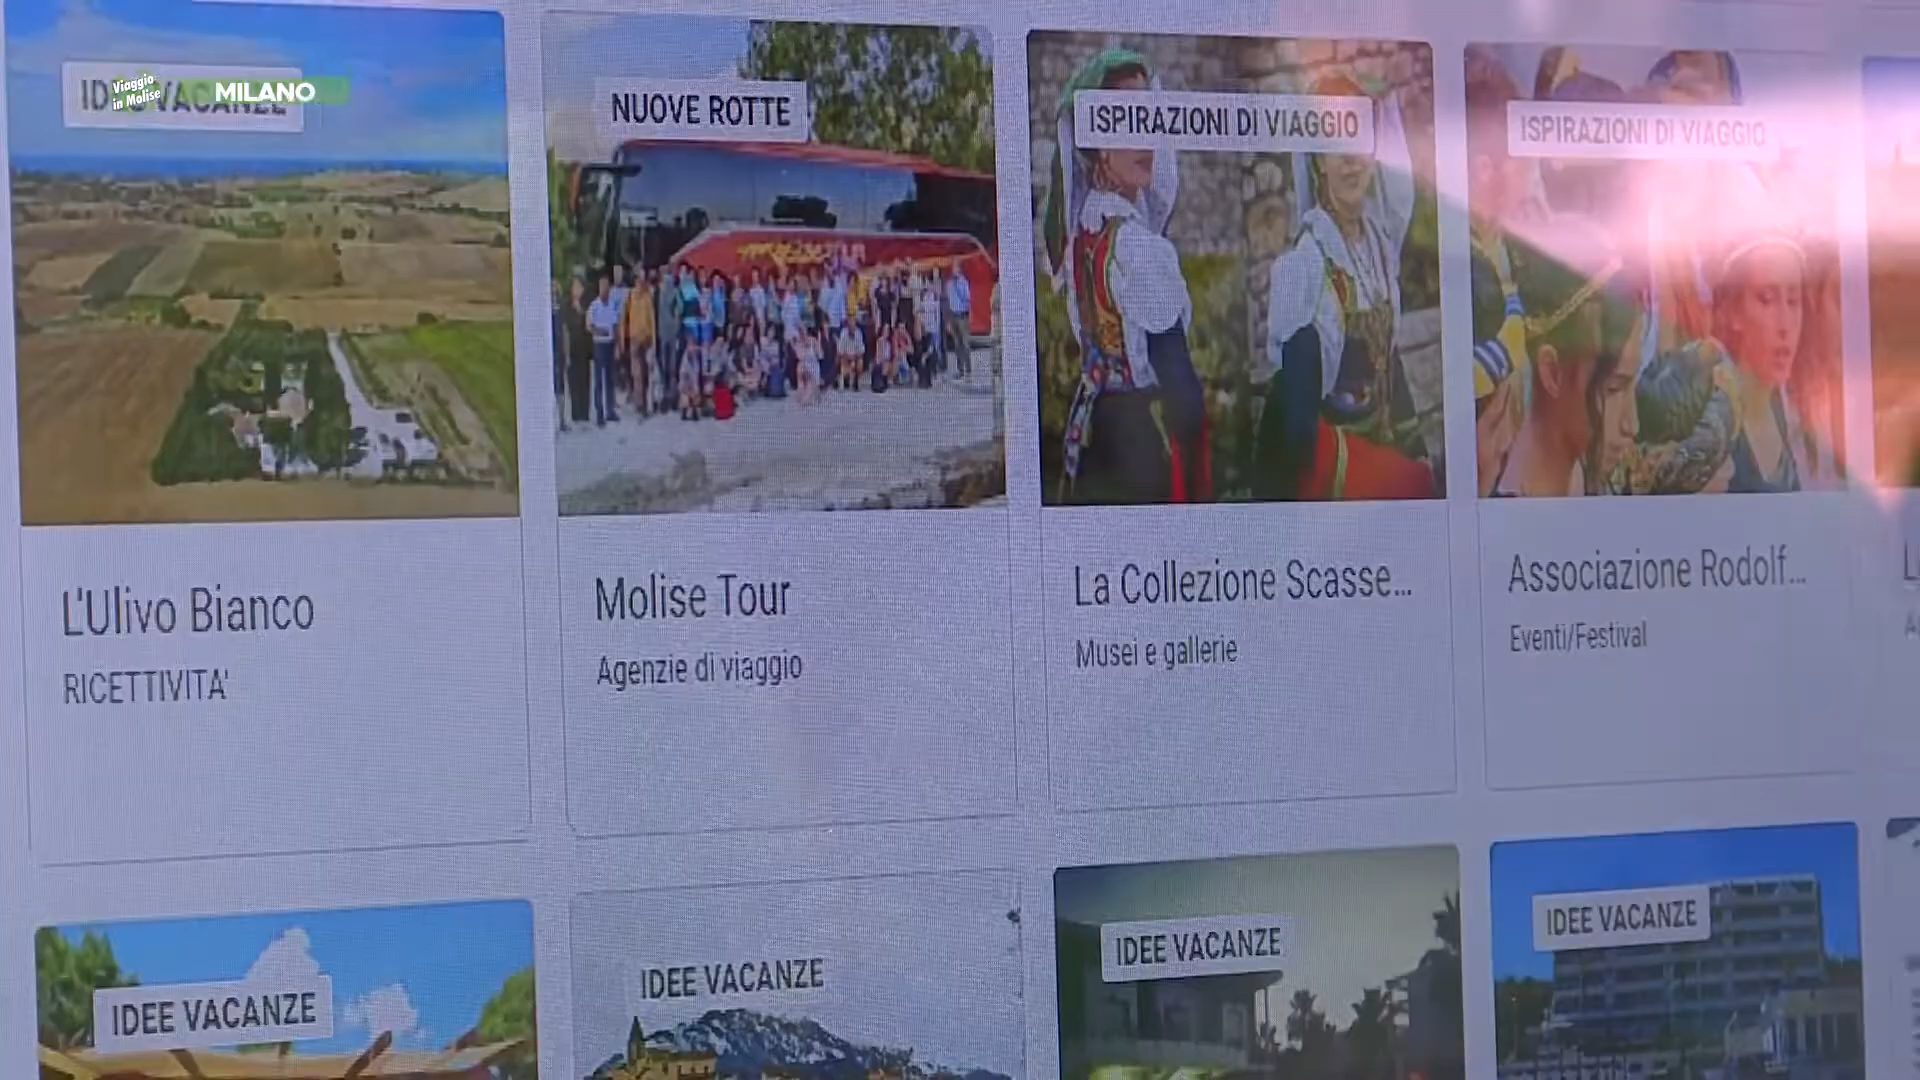 Viaggio
in Molise
MILANO
NUOVE ROTTE
ISPIRAZIONI DI VIAGGIO
ISPIRAZIONI DI VIAGGIO
L'Ulivo Bianco
RICETTIVITA'
Molise Tour
Agenzie di viaggio
La Collezione Scasse...
Musei e gallerie
Associazione Rodolf...
Eventi/Festival
IDEE VACANZE
IDEE VACANZE
IDEE VACANZE
IDEE VACANZE